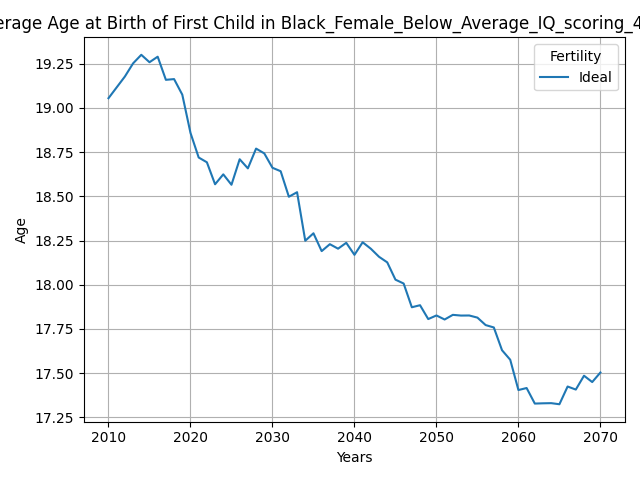 erage Age at Birth of First Child in Black_Female_Below_Average_IQ_scoring_4
Fertility
Ideal
Age
19.25
19.00
18.75
18.50
18.25
18.00
17.75
17.50
17.25
2010 2020 2030 2040 2050 2060 2070
Years